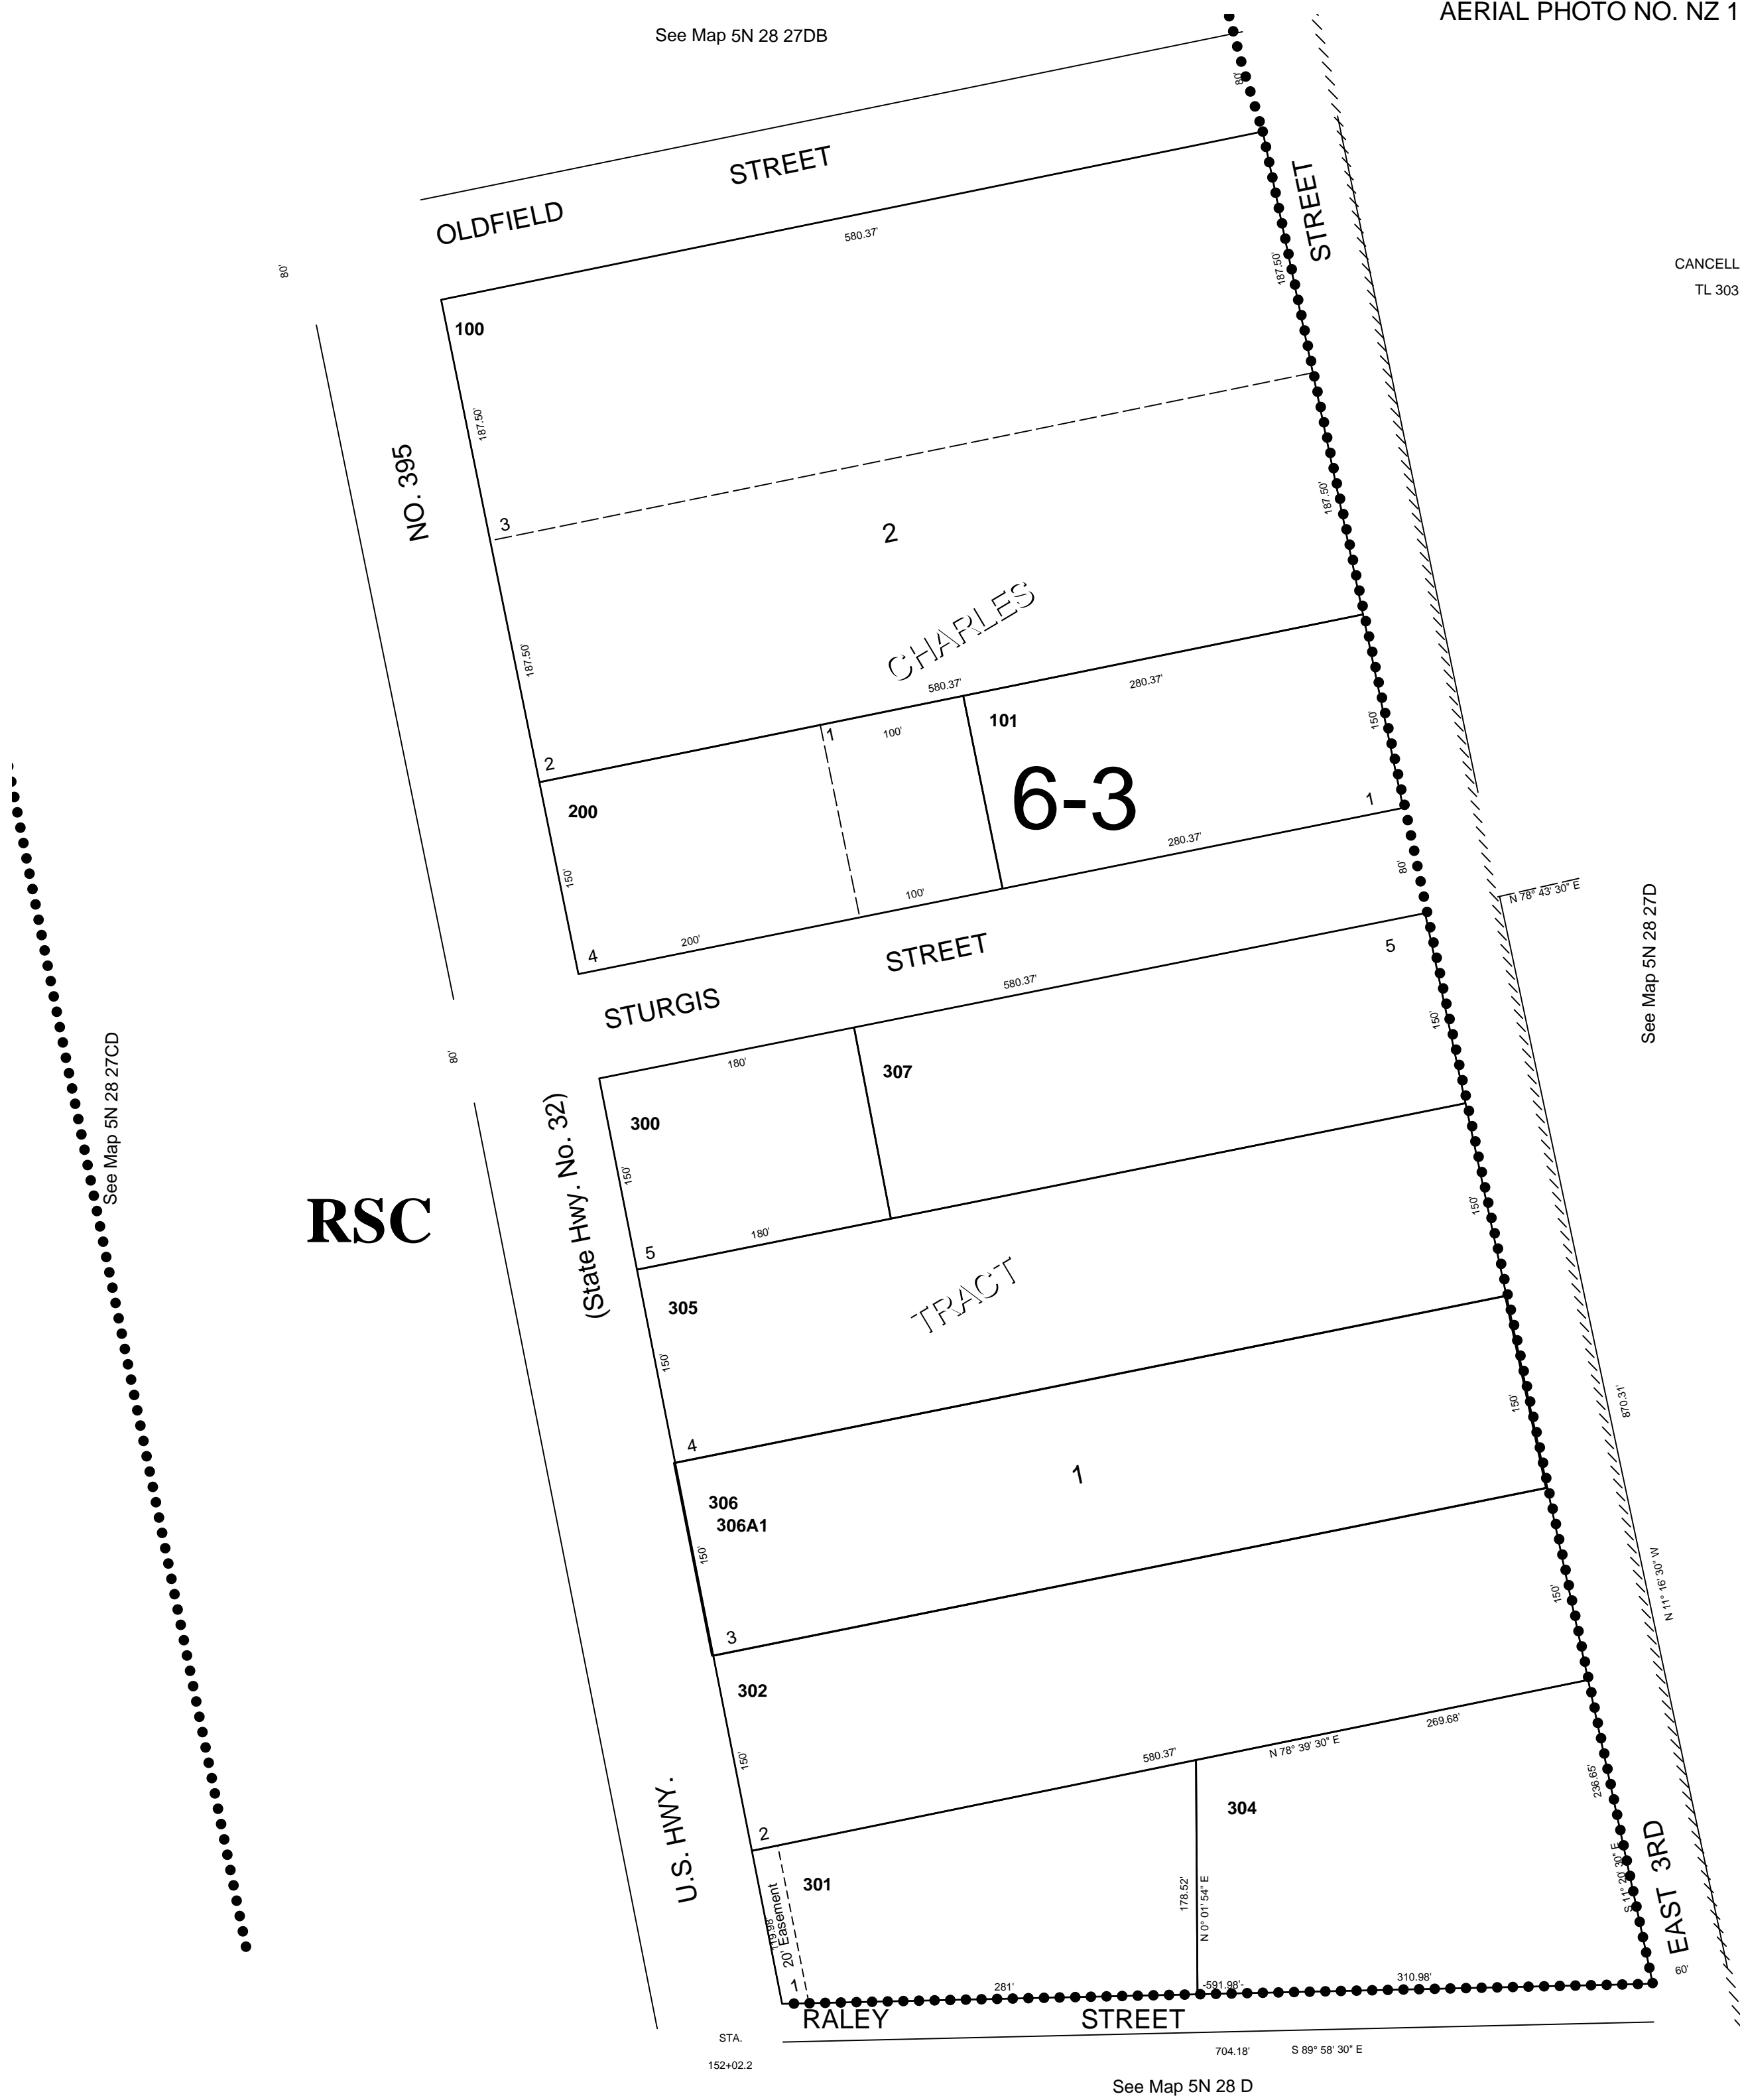 AERIAL PHOTO NO. NZ 1
See Map 5N 28 27DB
80'
OLDFIELD STREET
580.37'
STREET
187.50'
80'
CANCELL
TL 303
100
187.50'
NO. 395
3
187.50'
2
CHARLES
187.50'
580.37'
280.37'
2
1
100'
101
150'
200
6-3
1
280.37'
150'
80'
100'
N 78° 43' 30" E
See Map 5N 28 27D
200'
4
STURGIS STREET
5
580.37'
150'
80'
180'
307
See Map 5N 28 27CD
(State Hwy. No. 32)
300
150'
150'
RSC
180'
5
305
TRACT
150'
150'
870.31'
4
1
306
306A1
150'
N 11° 16' 30" W
150'
3
302
269.68'
N 78° 39' 30" E
580.37'
150'
236.65'
2
304
U.S. HWY.
301
119.98'
20' Easement
178.52'
N 0° 01' 54" E
S 11° 20' 30" E
EAST 3RD
60'
1
281'
-591.98'-
310.98'
RALEY STREET
STA.
152+02.2
704.18'
S 89° 58' 30" E
See Map 5N 28 D